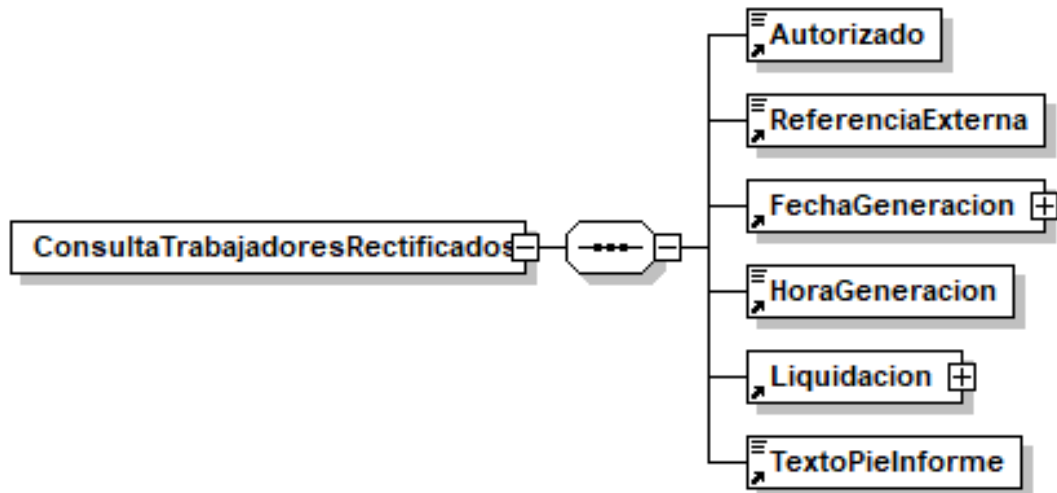 Autorizado
ReferenciaExterna
FechaGeneracion
ConsultaTrabajadoresRectificados
HoraGeneracion
Liquidacion
TextoPieInforme